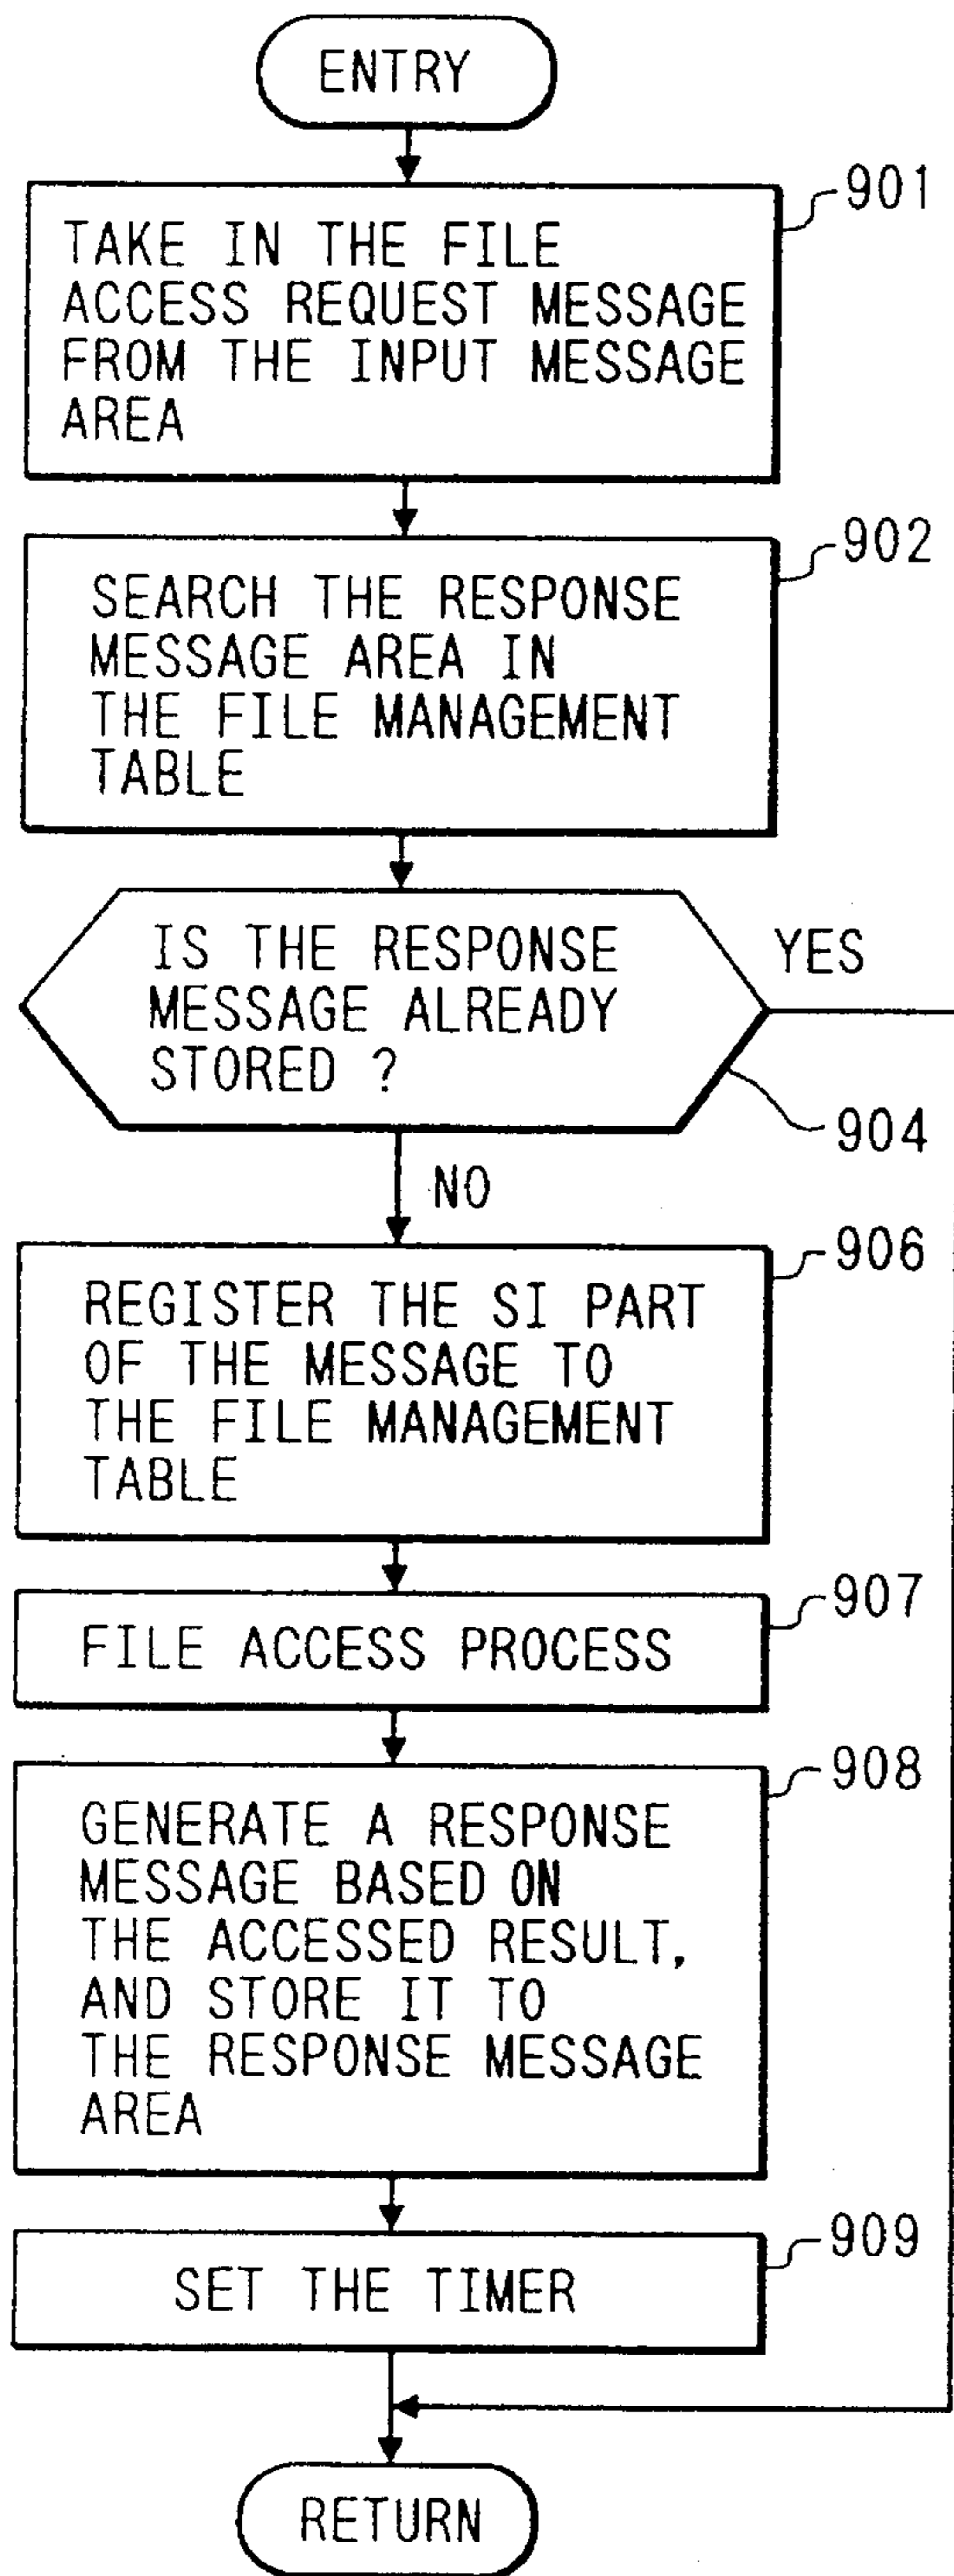 ENTRY
901
TAKE IN THE FILE
ACCESS REQUEST MESSAGE
FROM THE INPUT MESSAGE
AREA
902
SEARCH THE RESPONSE
MESSAGE AREA IN
THE FILE MANAGEMENT
TABLE
IS THE RESPONSE
MESSAGE ALREADY
STORED ?
YES
904
NO
906
REGISTER THE SI PART
OF THE MESSAGE TO
THE FILE MANAGEMENT
TABLE
907
FILE ACCESS PROCESS
908
GENERATE A RESPONSE
MESSAGE BASED ON
THE ACCESSED RESULT,
AND STORE IT TO
THE RESPONSE MESSAGE
AREA
909
SET THE TIMER
RETURN